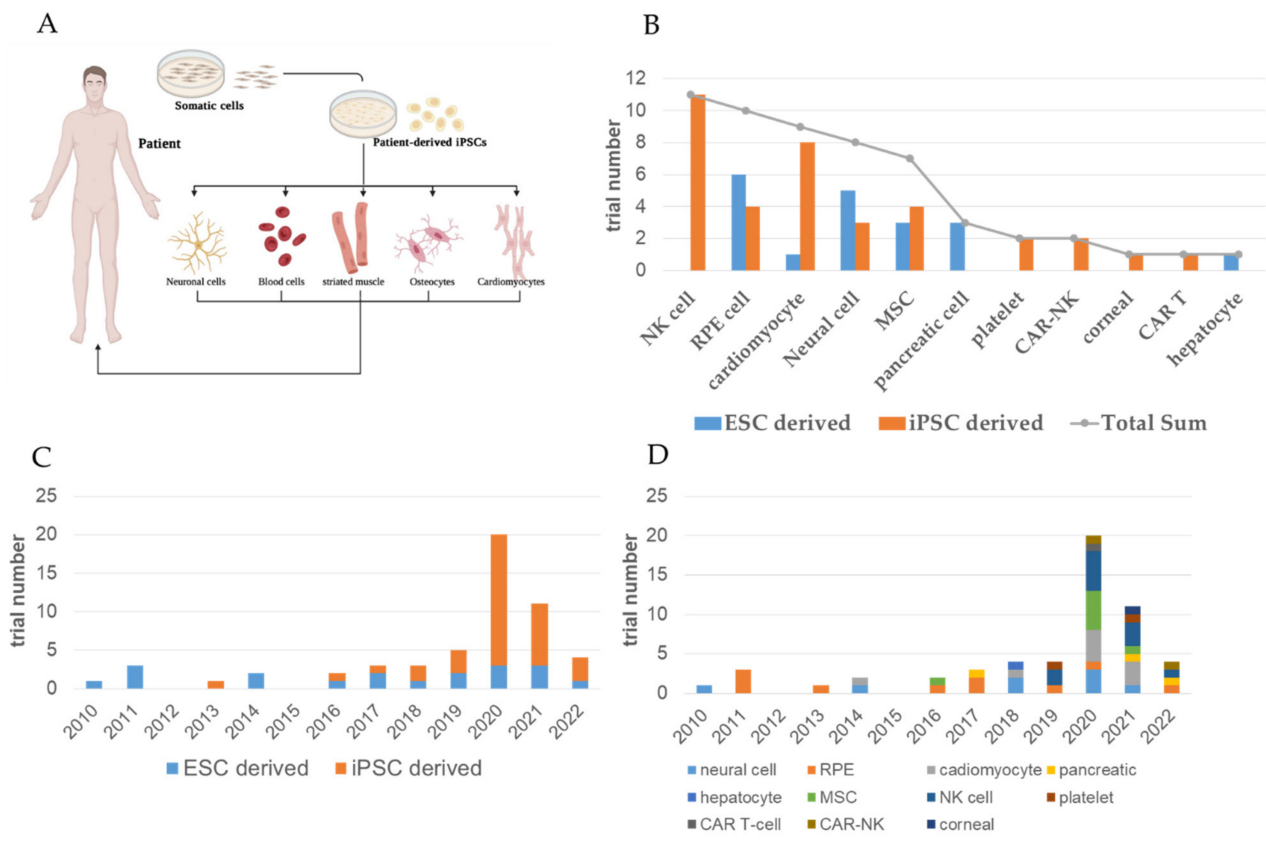 A
Somatic cells
Patient
Patient-derived iPSCs
Neuronal cells
Blood cells
striated muscle
Osteocytes
Cardiomyocytes
B
trial number
12
10
8
6
4
2
0
NK cell
RPE cell
cardiomyocyte
Neural cell
MSC
pancreatic cell
platelet
CAR-NK
corneal
CAR T
hepatocyte
ESC derived
iPSC derived
Total Sum
C
trial number
25
20
15
10
5
0
2010
2011
2012
2013
2014
2015
2016
2017
2018
2019
2020
2021
2022
ESC derived
iPSC derived
D
trial number
25
20
15
10
5
0
2010
2011
2012
2013
2014
2015
2016
2017
2018
2019
2020
2021
2022
neural cell
RPE
cadiomyocyte
pancreatic
hepatocyte
MSC
NK cell
platelet
CAR T-cell
CAR-NK
corneal